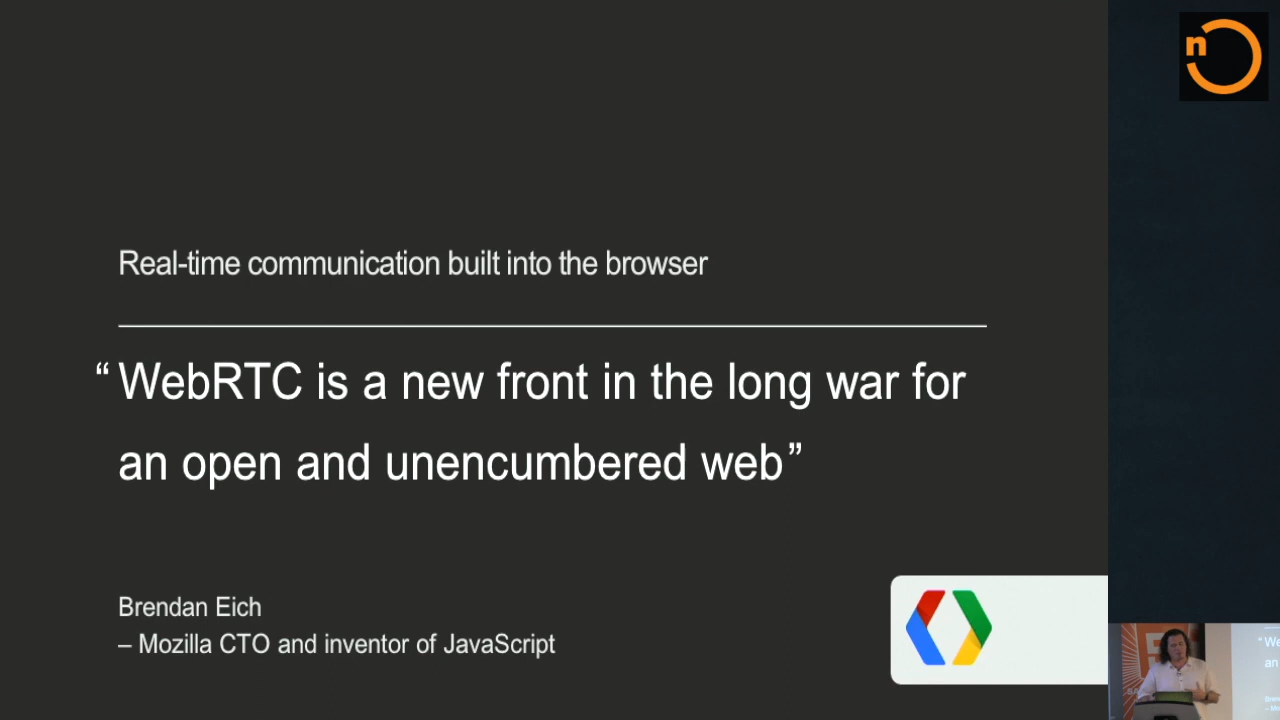 Real-time communication built into the browser
“WebRTC is a new front in the long war for
an open and unencumbered web”
Brendan Eich
– Mozilla CTO and inventor of JavaScript
n